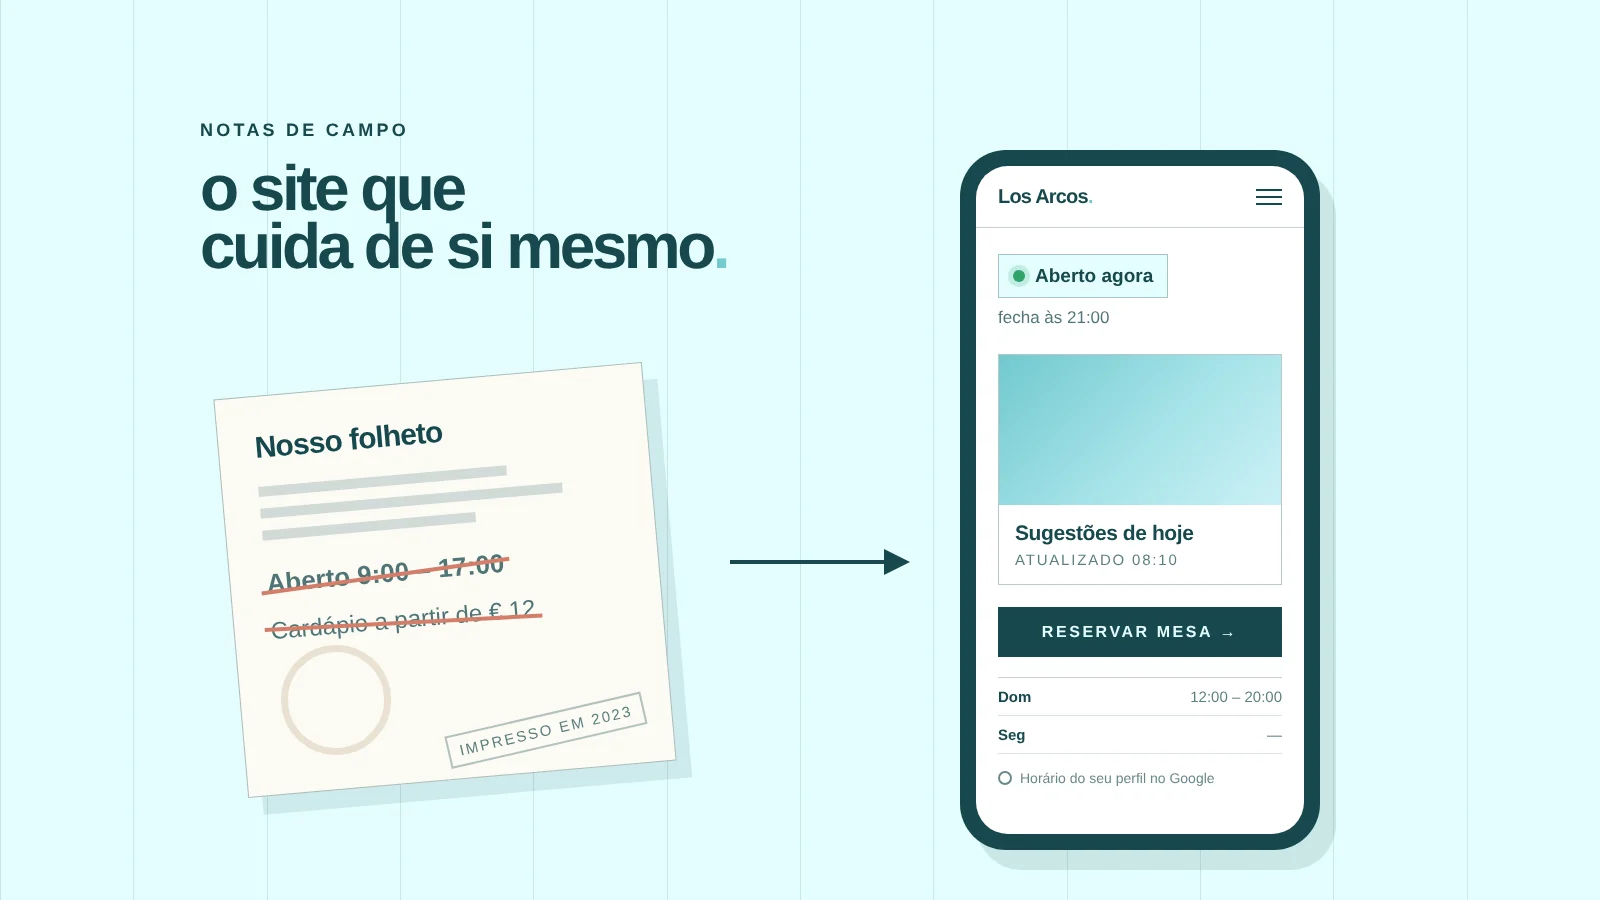 NOTAS DE CAMPO
o site que
cuida de si mesmo.
Nosso folheto
Aberto 9:00 – 17:00
Cardápio a partir de € 12
IMPRESSO EM 2023
Los Arcos.
Aberto agora
fecha às 21:00
Sugestões de hoje
ATUALIZADO 08:10
RESERVAR MESA →
Dom 12:00 – 20:00
Seg —
Horário do seu perfil no Google